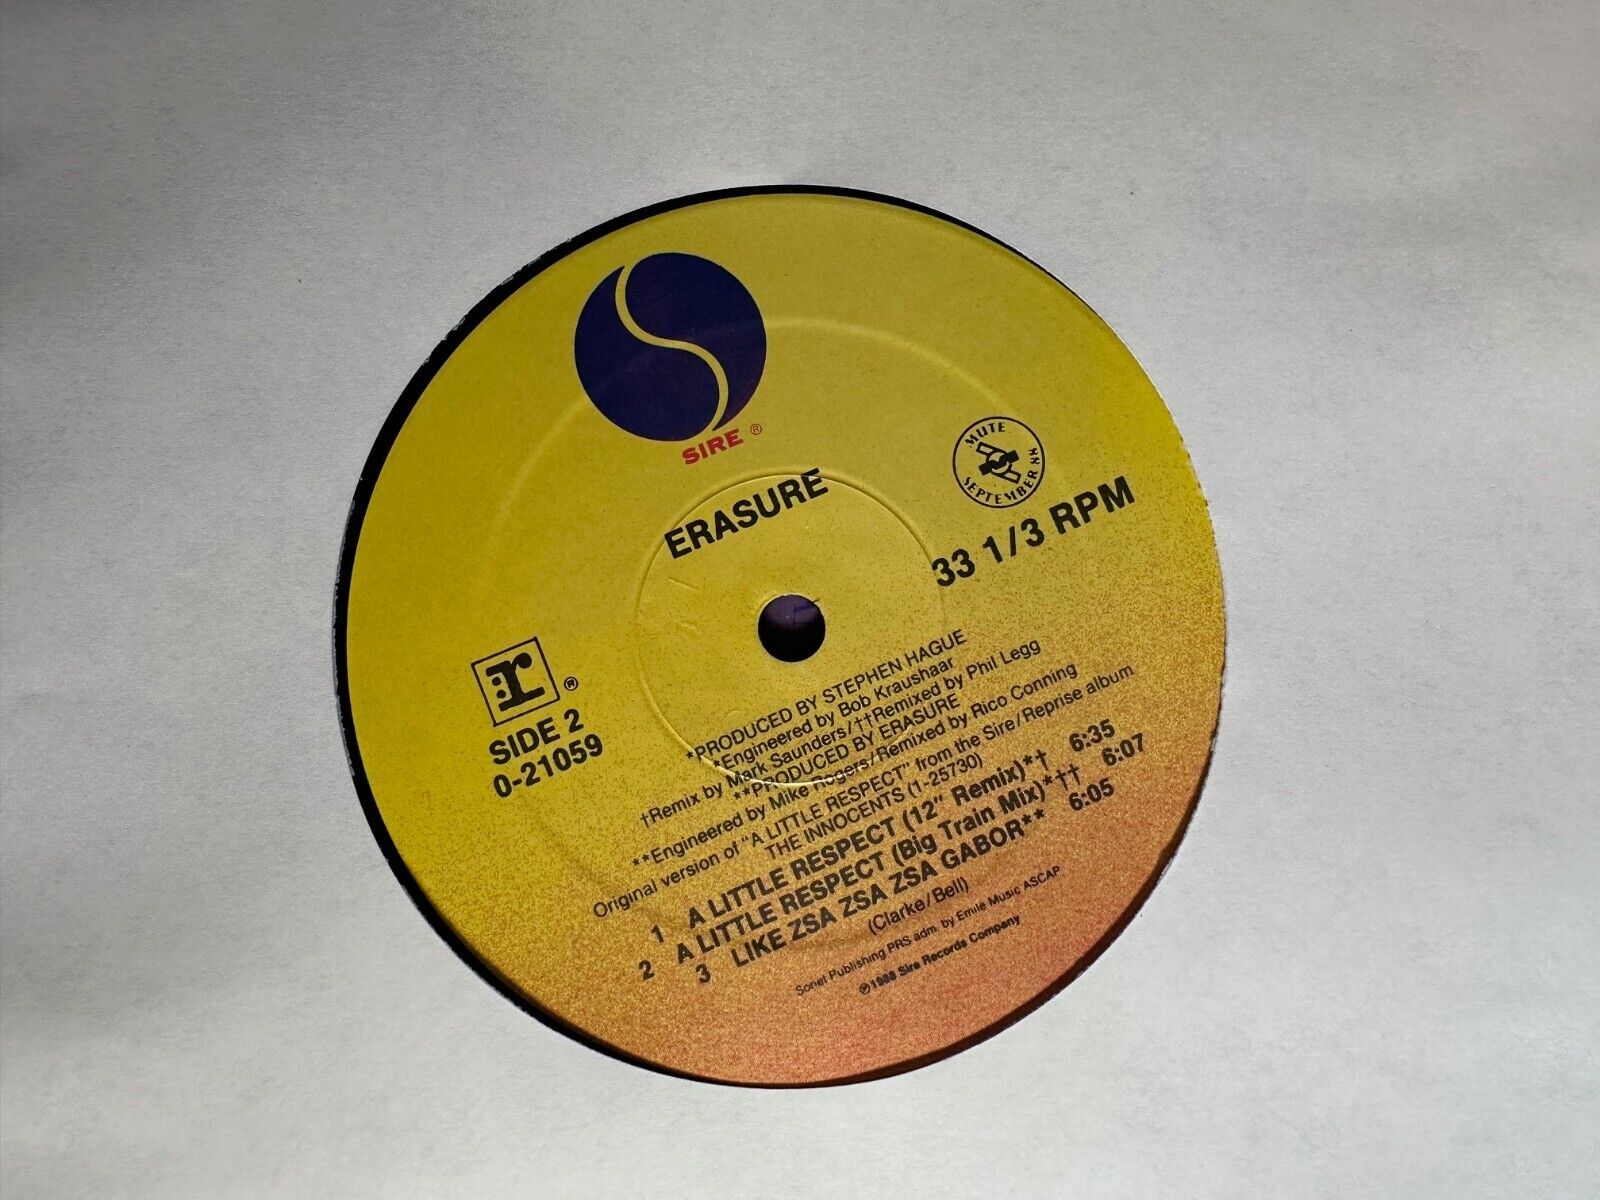 SIRE ®
MUTE
SEPTEMBER 88
ERASURE
33 1/3 RPM
r ®
SIDE 2
0-21059
*PRODUCED BY STEPHEN HAGUE
*Engineered by Bob Kraushaar
†Remix by Mark Saunders/††Remixed by Phil Legg
**PRODUCED BY ERASURE
**Engineered by Mike Rogers/Remixed by Rico Conning
Original version of "A LITTLE RESPECT" from the Sire/Reprise album
THE INNOCENTS (1-25730)
1 A LITTLE RESPECT (12" Remix)*† 6:35
2 A LITTLE RESPECT (Big Train Mix)*†† 6:07
3 LIKE ZSA ZSA ZSA GABOR** 6:05
(Clarke/Bell)
Sonet Publishing PRS adm. by Emile Music ASCAP
℗1988 Sire Records Company